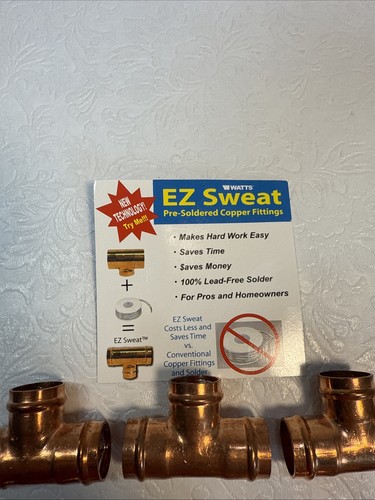 NEW
TECHNOLOGY!
Try Me!!!
WATTS
EZ Sweat
Pre-Soldered Copper Fittings
• Makes Hard Work Easy
• Saves Time
• $aves Money
• 100% Lead-Free Solder
• For Pros and Homeowners
+
=
EZ Sweat™
EZ Sweat
Costs Less and
Saves Time
vs.
Conventional
Copper Fittings
and Solder